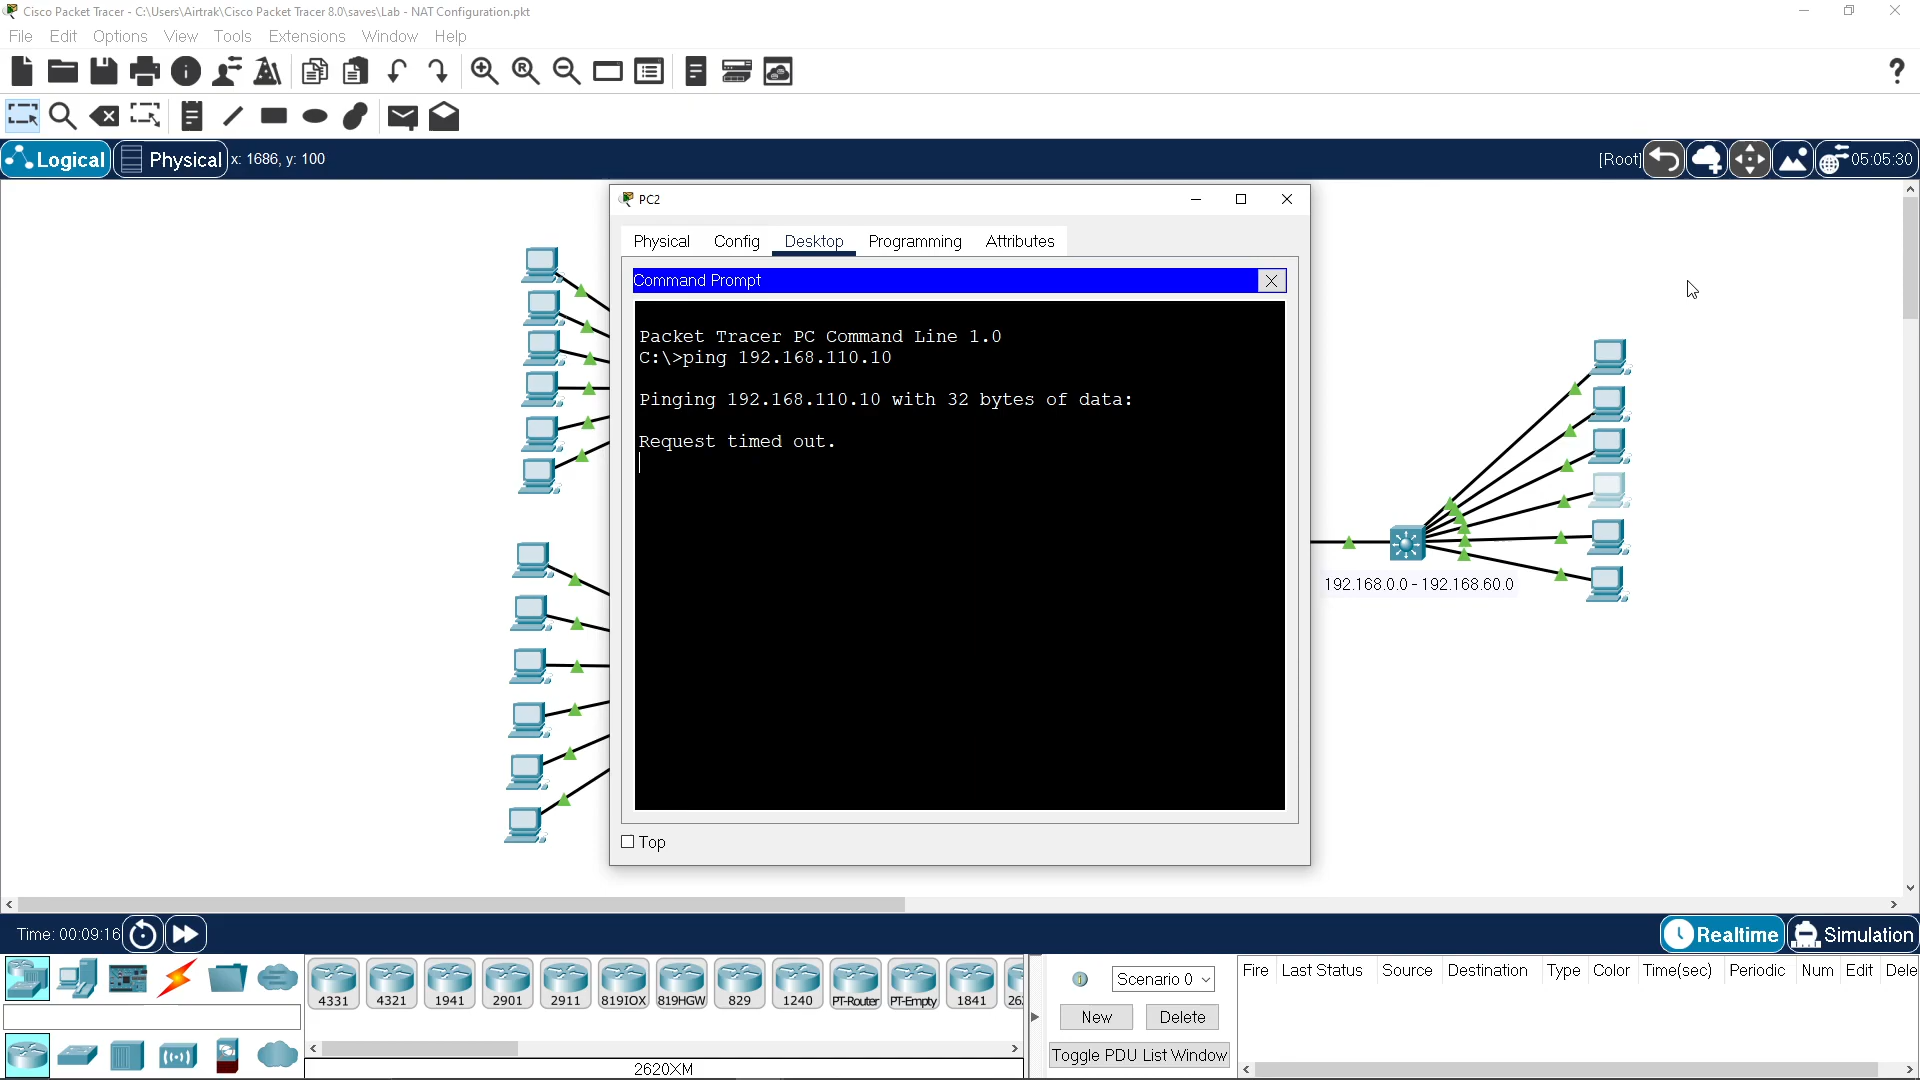 Cisco Packet Tracer - C:\Users\Airtrak\Cisco Packet Tracer 8.0\saves\Lab - NAT Configuration.pkt
File Edit Options View Tools Extensions Window Help
Logical Physical x: 1686, y: 100 [Root] 05:05:30
PC2
Physical Config Desktop Programming Attributes
Command Prompt X
Packet Tracer PC Command Line 1.0
C:\>ping 192.168.110.10
Pinging 192.168.110.10 with 32 bytes of data:
Request timed out.
192.168.0.0 - 192.168.60.0
Top
Time: 00:09:16 Realtime Simulation
4331 4321 1941 2901 2911 819IOX 819HGW 829 1240 PT-Router PT-Empty 1841 26
2620XM
Scenario 0
New Delete
Toggle PDU List Window
Fire Last Status Source Destination Type Color Time(sec) Periodic Num Edit Dele